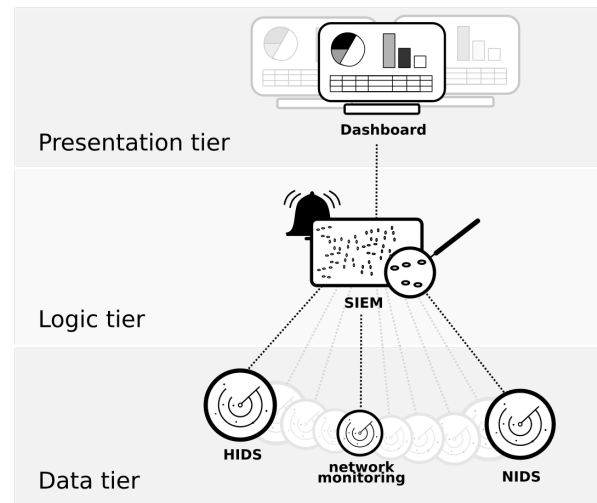 Dashboard
Presentation tier
SIEM
Logic tier
HIDS
network
monitoring
NIDS
Data tier